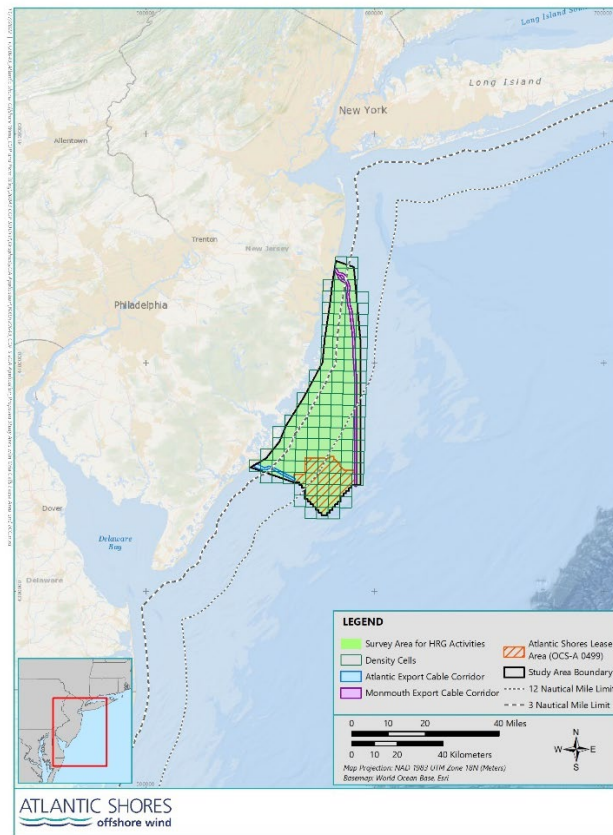 Long Island
New York
Allentown
Trenton
New Jersey
Philadelphia
Dover
Delaware
Bay
Delaware
LEGEND
Survey Area for HRG Activities
Density Cells
Atlantic Export Cable Corridor
Monmouth Export Cable Corridor
Atlantic Shores Lease
Area (OCS-A 0499)
Study Area Boundary
12 Nautical Mile Limit
3 Nautical Mile Limit
0 10 20 40 Miles
0 10 20 40 Kilometers
Map Projection: NAD 1983 UTM Zone 18N (Meters)
Basemap: World Ocean Base, Esri
N
W E
S
ATLANTIC SHORES
offshore wind